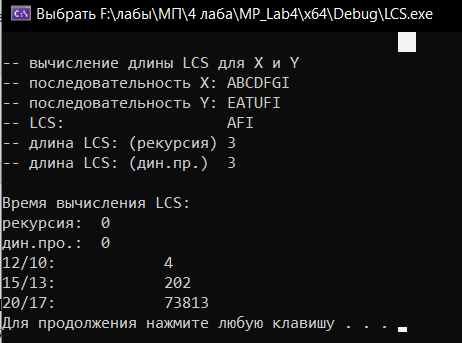 Выбрать F:\лабы\МП\4 лаба\MP_Lab4\x64\Debug\LCS.exe
-- вычисление длины LCS для X и Y
-- последовательность X: ABCDFGI
-- последовательность Y: EATUFI
-- LCS: AFI
-- длина LCS: (рекурсия) 3
-- длина LCS: (дин.пр.) 3
Время вычисления LCS:
рекурсия: 0
дин.про.: 0
12/10: 4
15/13: 202
20/17: 73813
Для продолжения нажмите любую клавишу . . .